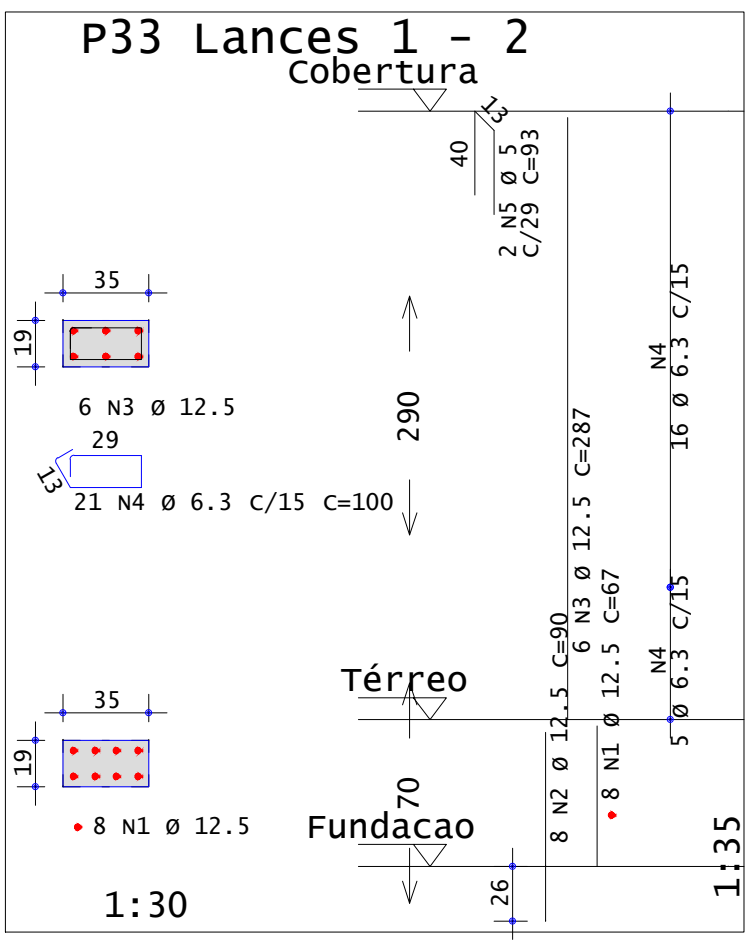 P33 Lances 1 - 2
Cobertura
13
40
2 N5 Ø 5
C/29 C=93
35
19
6 N3 Ø 12.5
29
13
21 N4 Ø 6.3 C/15 C=100
290
6 N3 Ø 12.5 C=287
N4
16 Ø 6.3 C/15
N4
5 Ø 6.3 C/15
Térreo
35
19
8 N1 Ø 12.5
70
8 N2 Ø 12.5 C=90
8 N1 Ø 12.5 C=67
Fundacao
26
1:30
1:35